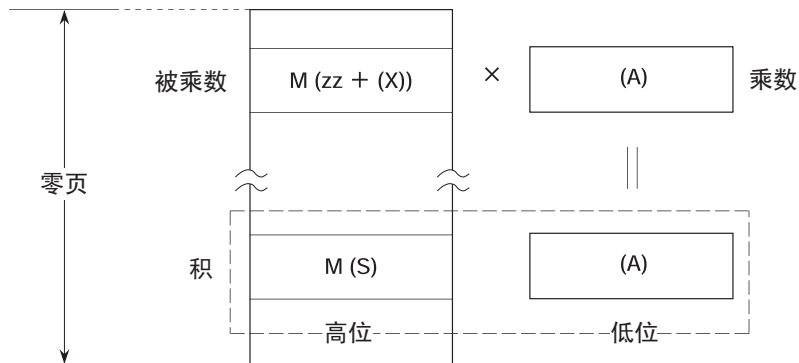 被乘数 M (zz + (X)) × (A) 乘数
零页
积 M (S) (A)
高位 低位